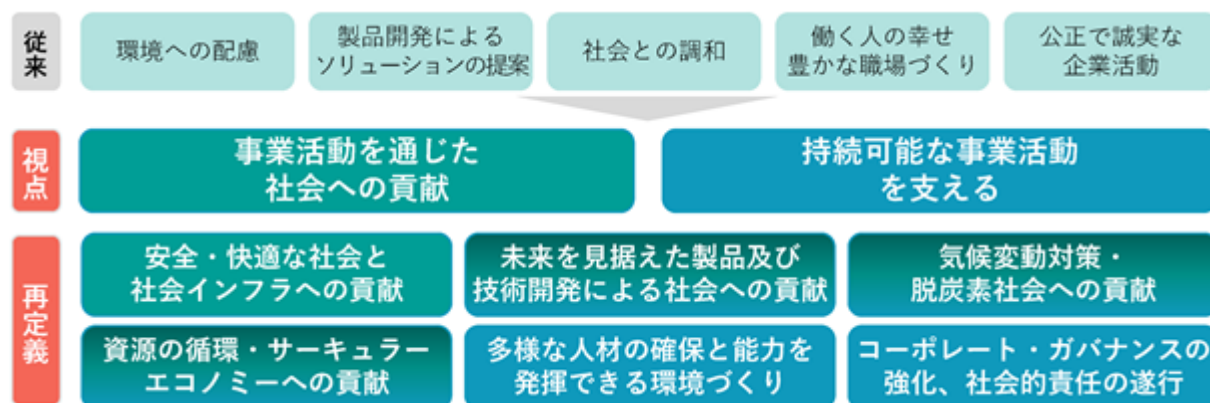 従来
環境への配慮
製品開発による
ソリューションの提案
社会との調和
働く人の幸せ
豊かな職場づくり
公正で誠実な
企業活動
視点
事業活動を通じた
社会への貢献
持続可能な事業活動
を支える
再定義
安全・快適な社会と
社会インフラへの貢献
未来を見据えた製品及び
技術開発による社会への貢献
気候変動対策・
脱炭素社会への貢献
資源の循環・サーキュラー
エコノミーへの貢献
多様な人材の確保と能力を
発揮できる環境づくり
コーポレート・ガバナンスの
強化、社会的責任の遂行